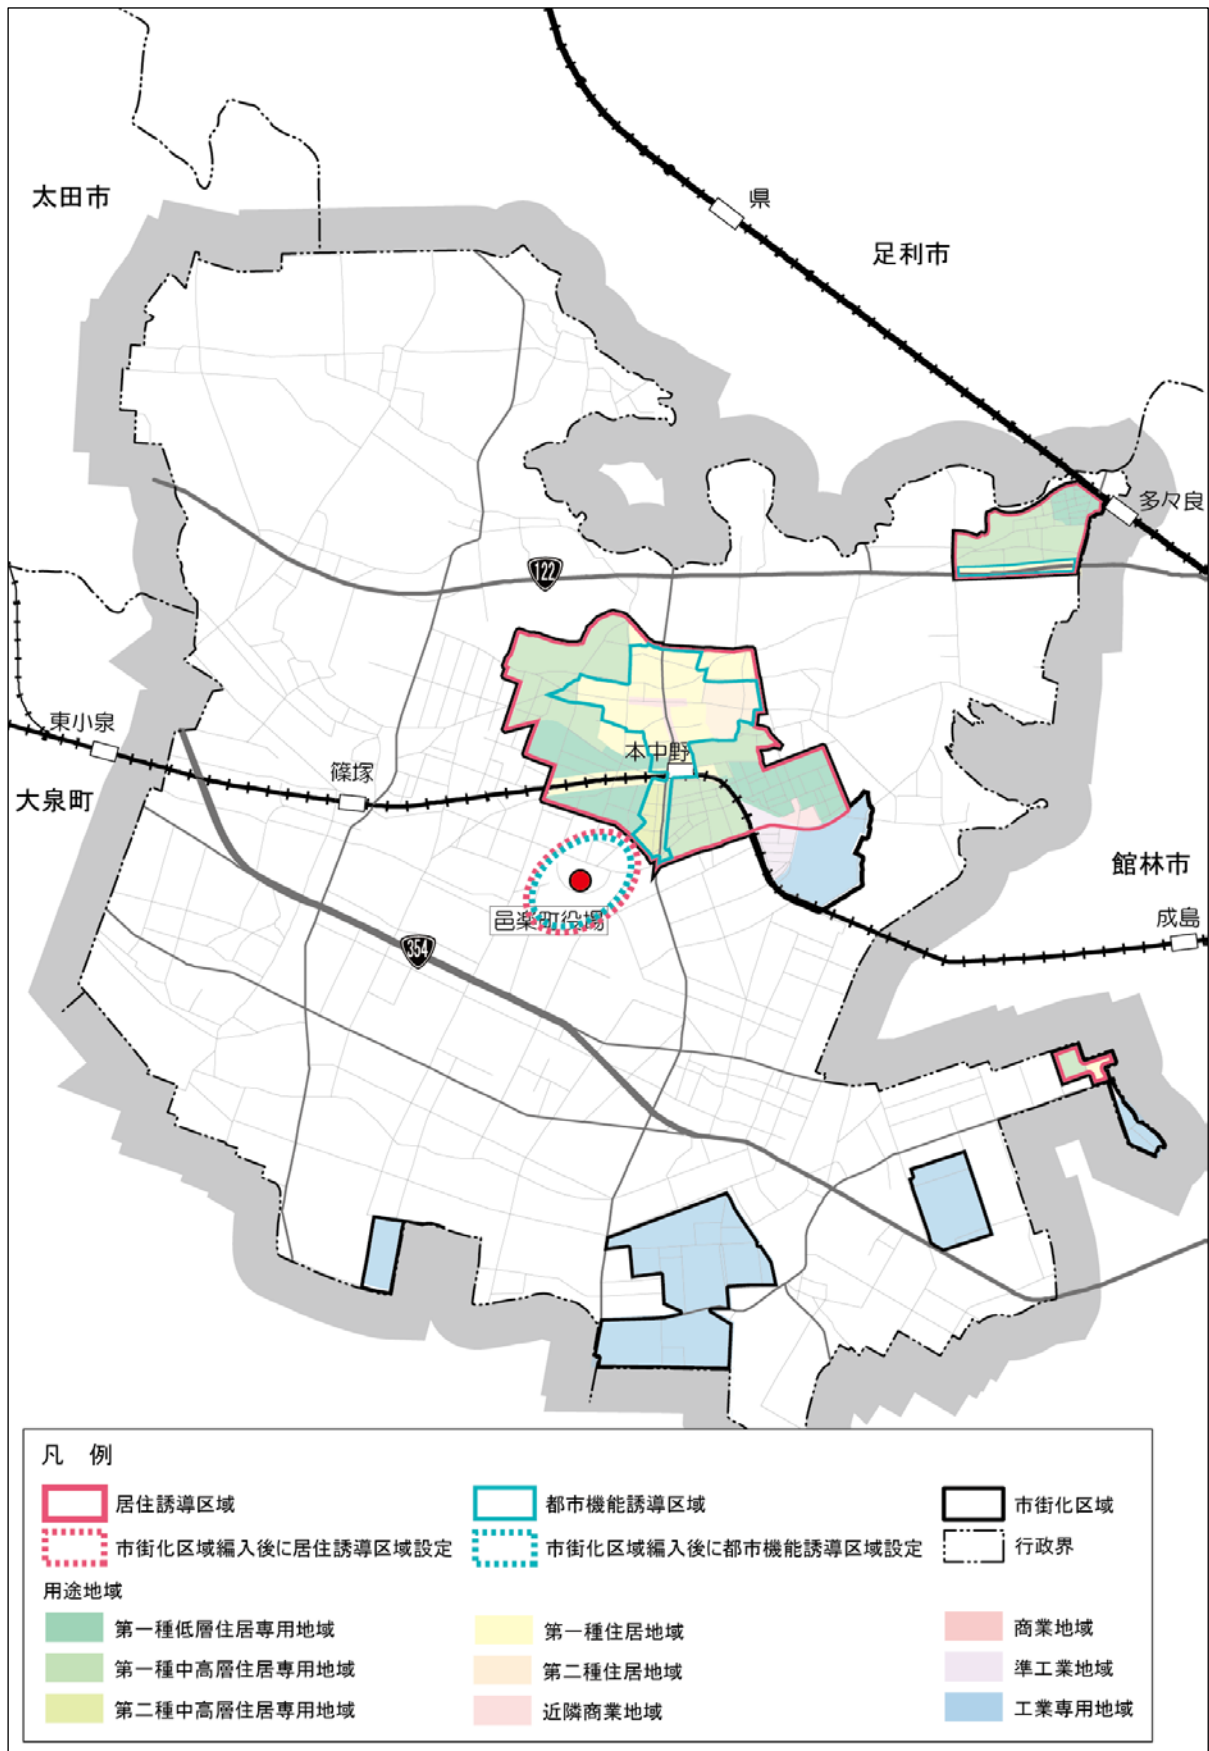 太田市
県
足利市
多々良
122
東小泉
本中野
篠塚
大泉町
館林市
邑楽町役場
成島
354
凡 例
居住誘導区域
都市機能誘導区域
市街化区域
市街化区域編入後に居住誘導区域設定
市街化区域編入後に都市機能誘導区域設定
行政界
用途地域
第一種低層住居専用地域
第一種住居地域
商業地域
第一種中高層住居専用地域
第二種住居地域
準工業地域
第二種中高層住居専用地域
近隣商業地域
工業専用地域